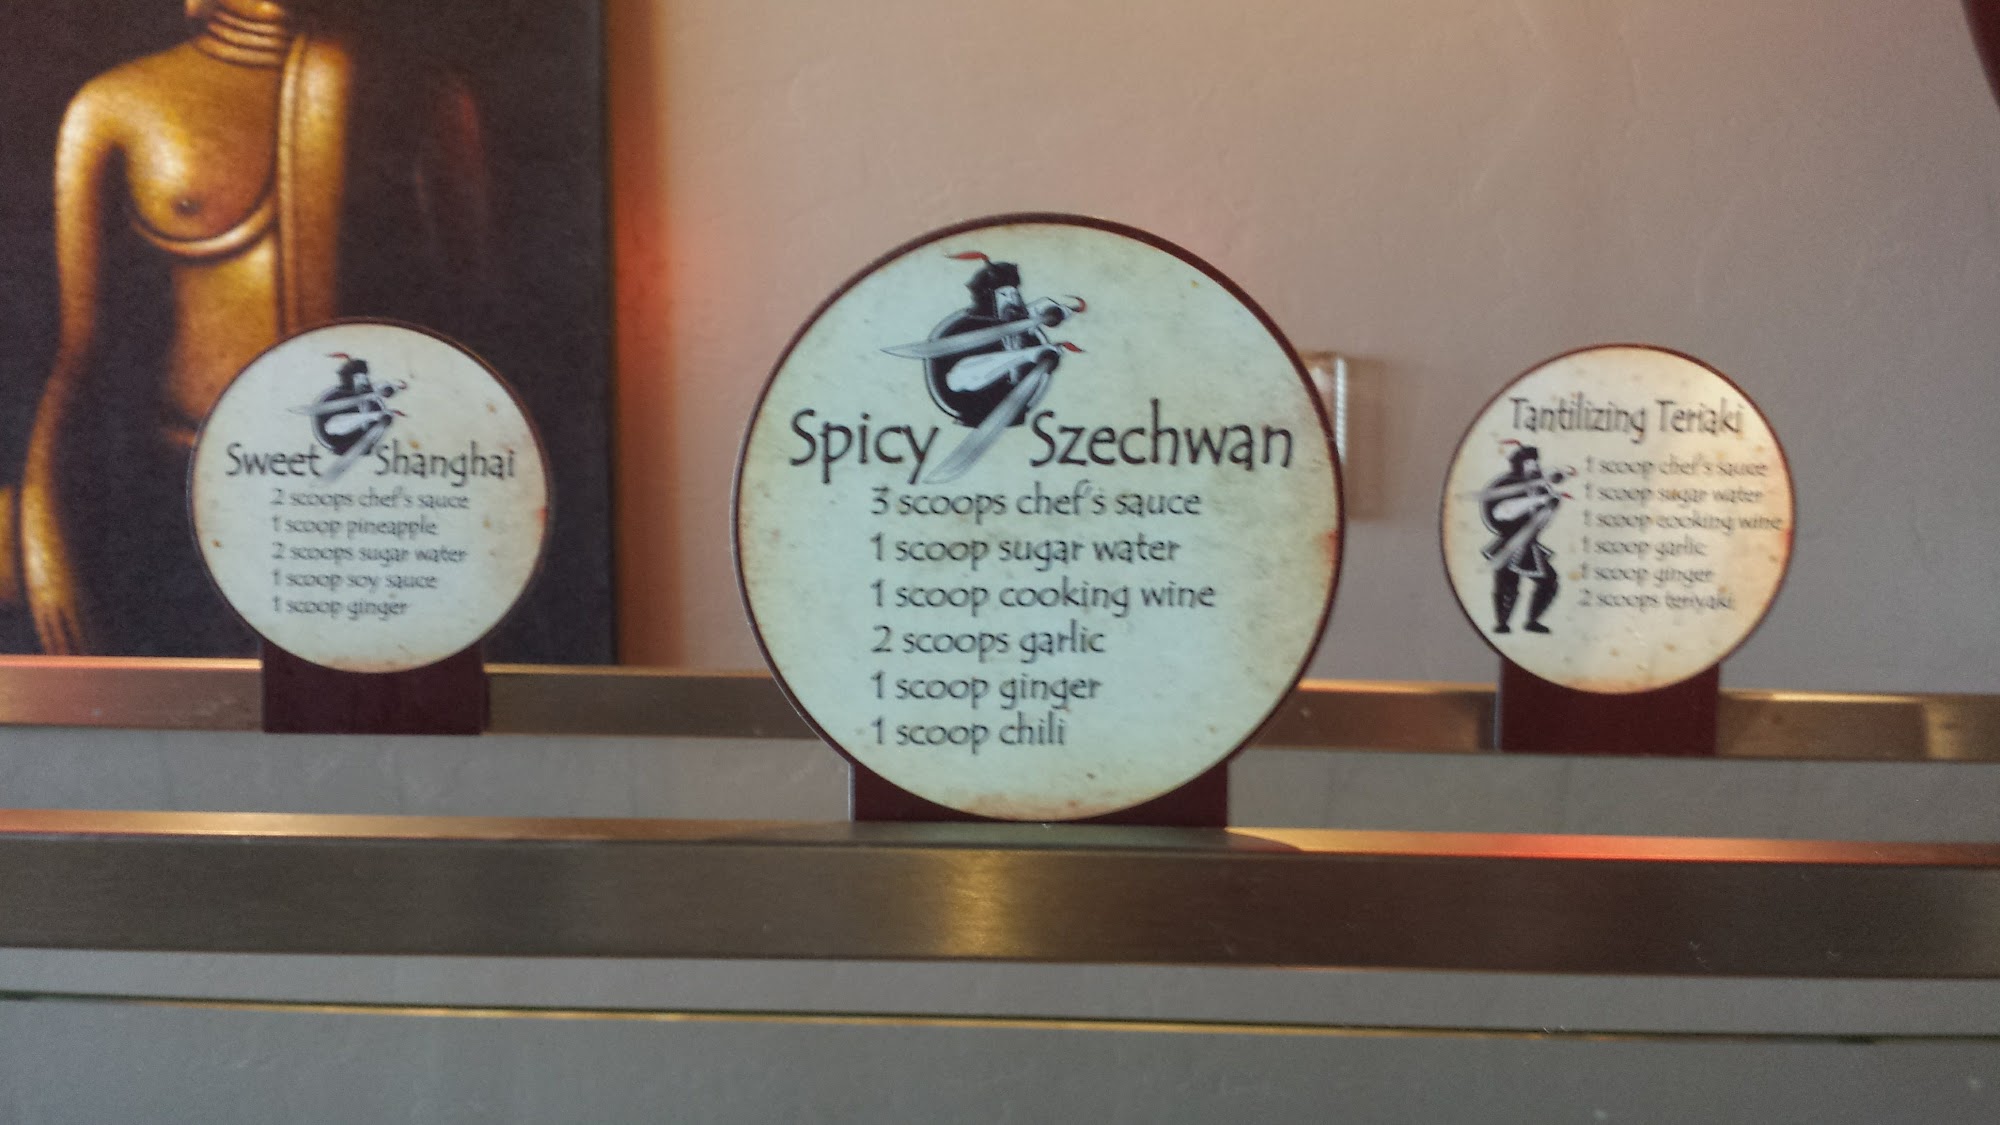 Sweet Shanghai
2 scoops chef's sauce
1 scoop pineapple
2 scoops sugar water
1 scoop soy sauce
1 scoop ginger
Spicy Szechwan
3 scoops chef's sauce
1 scoop sugar water
1 scoop cooking wine
2 scoops garlic
1 scoop ginger
1 scoop chili
Tantilizing Teriaki
1 scoop chef's sauce
1 scoop sugar water
1 scoop cooking wine
1 scoop garlic
1 scoop ginger
2 scoops teriyaki